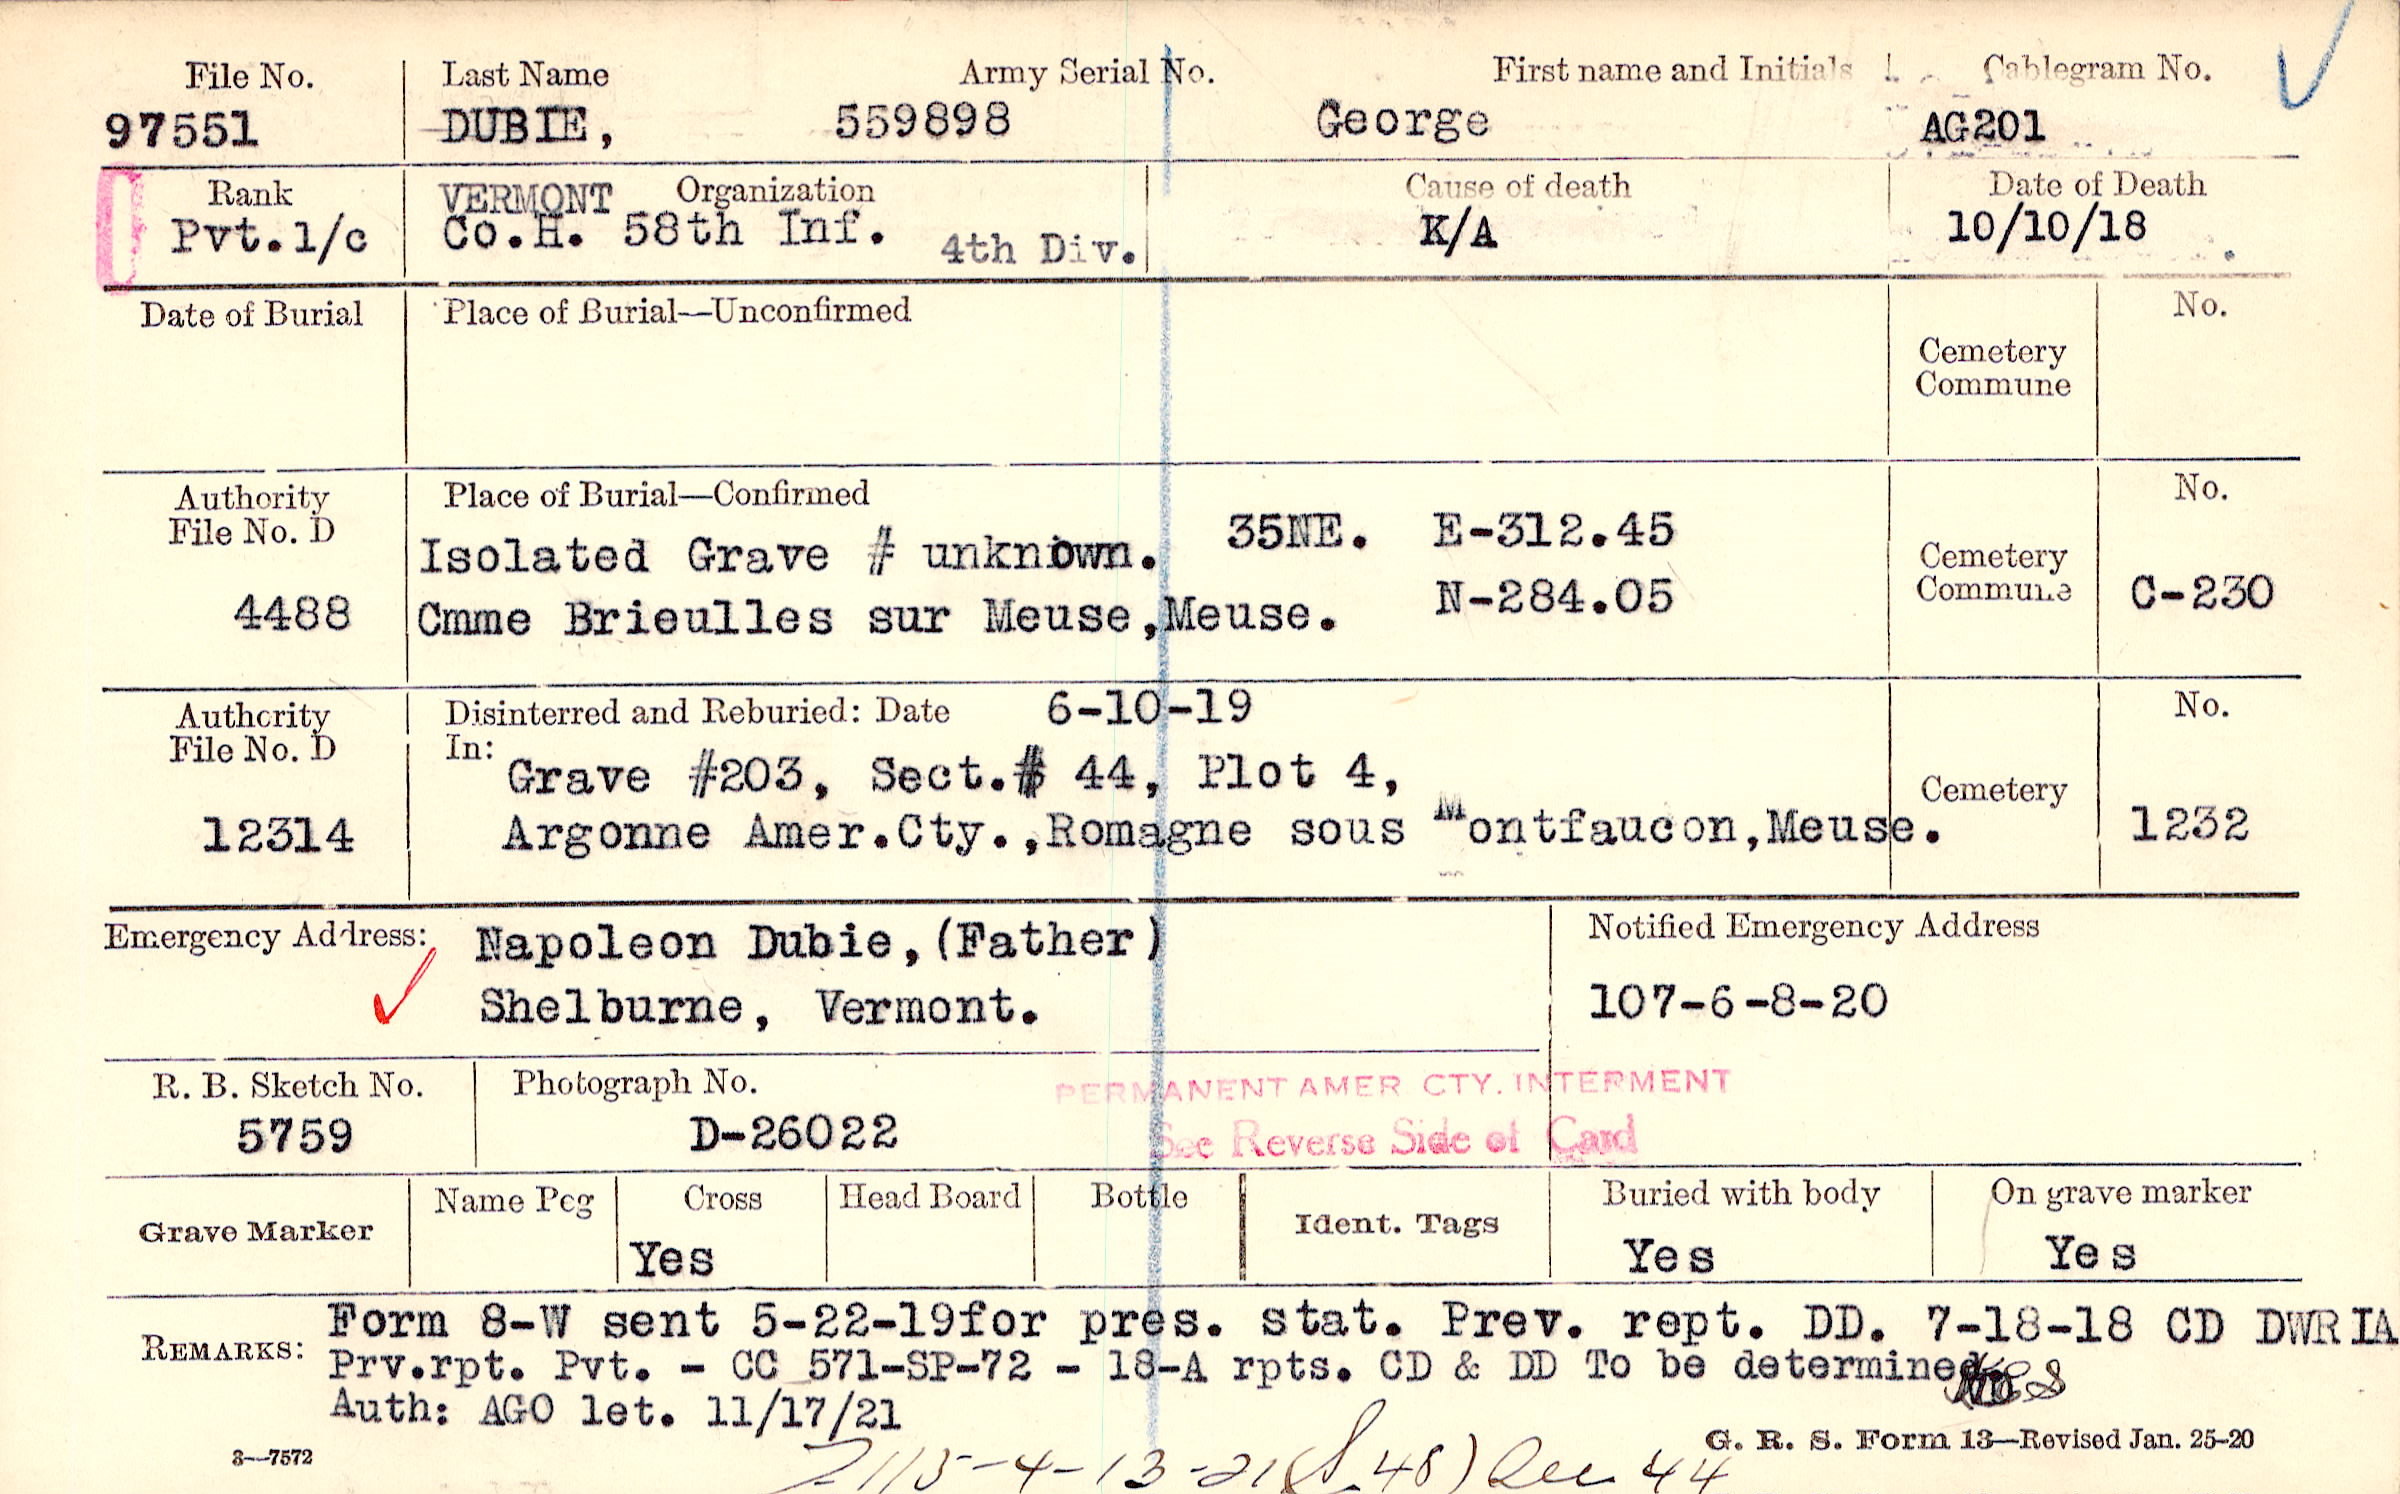 File No. Last Name Army Serial No. First name and Initials Cablegram No.
97551 DUBIE, 559898 George AG201
Rank VERMONT Organization Cause of death Date of Death
Pvt.1/c Co.H. 58th Inf. 4th Div. K/A 10/10/18
Date of Burial Place of Burial—Unconfirmed No.
Cemetery
Commune
Authority Place of Burial—Confirmed No.
File No. D
Isolated Grave # unknown. 35NE. E-312.45
Cemetery
Commune
4488 Cmme Brieulles sur Meuse,Meuse. N-284.05 C-230
Authority Disinterred and Reburied: Date 6-10-19 No.
File No. D In:
Grave #203, Sect.# 44, Plot 4,
Cemetery
12314 Argonne Amer.Cty.,Romagne sous Montfaucon,Meuse. 1232
Emergency Address: Napoleon Dubie,(Father) Notified Emergency Address
Shelburne, Vermont. 107-6-8-20
R. B. Sketch No. Photograph No. PERMANENT AMER CTY. INTERMENT
5759 D-26022 See Reverse Side of Card
Grave Marker Name Peg Cross Head Board Bottle Ident. Tags Buried with body On grave marker
Yes Yes Yes
REMARKS: Form 8-W sent 5-22-19for pres. stat. Prev. rept. DD. 7-18-18 CD DWRIA
Prv.rpt. Pvt. - CC 571-SP-72 - 18-A rpts. CD & DD To be determined.
Auth: AGO let. 11/17/21
3—7572 G. R. S. Form 13—Revised Jan. 25-20
4-13-21 48) 44